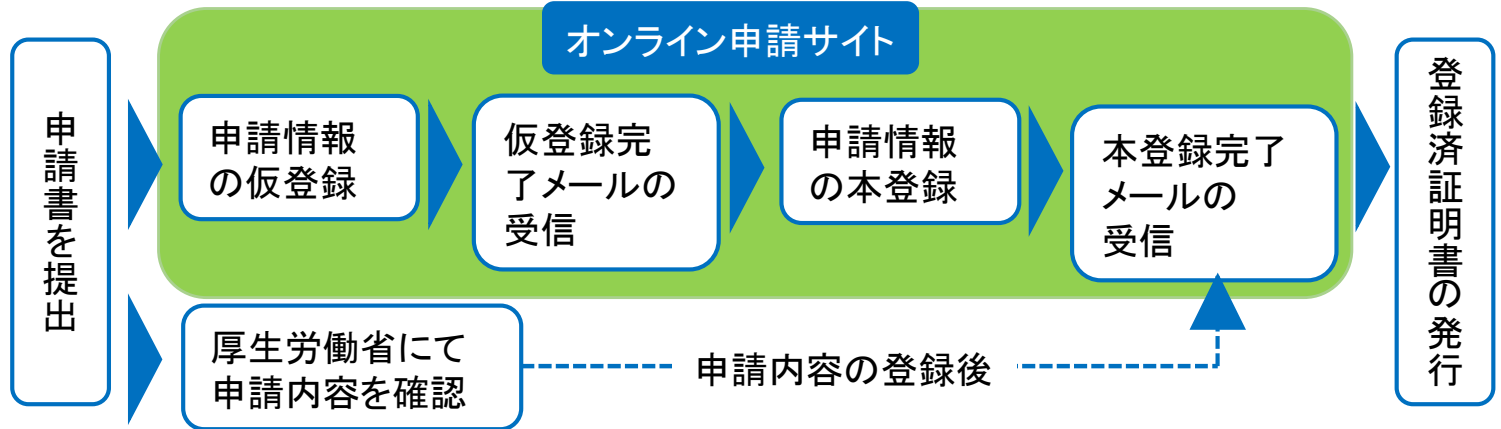 オンライン申請サイト
申請書を提出
申請情報
の仮登録
仮登録完
了メールの
受信
申請情報
の本登録
本登録完了
メールの
受信
登録済証明書の発行
厚生労働省にて
申請内容を確認
申請内容の登録後